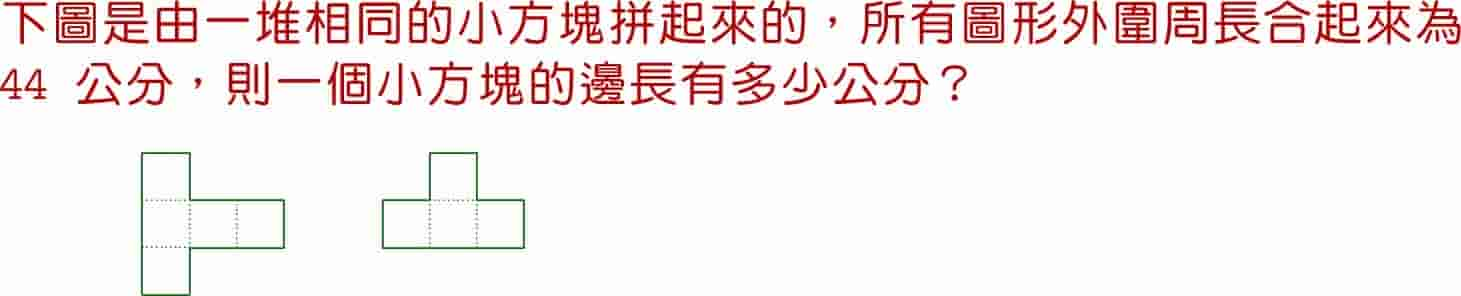 下圖是由一堆相同的小方塊拼起來的，所有圖形外圍周長合起來為
44 公分，則一個小方塊的邊長有多少公分？